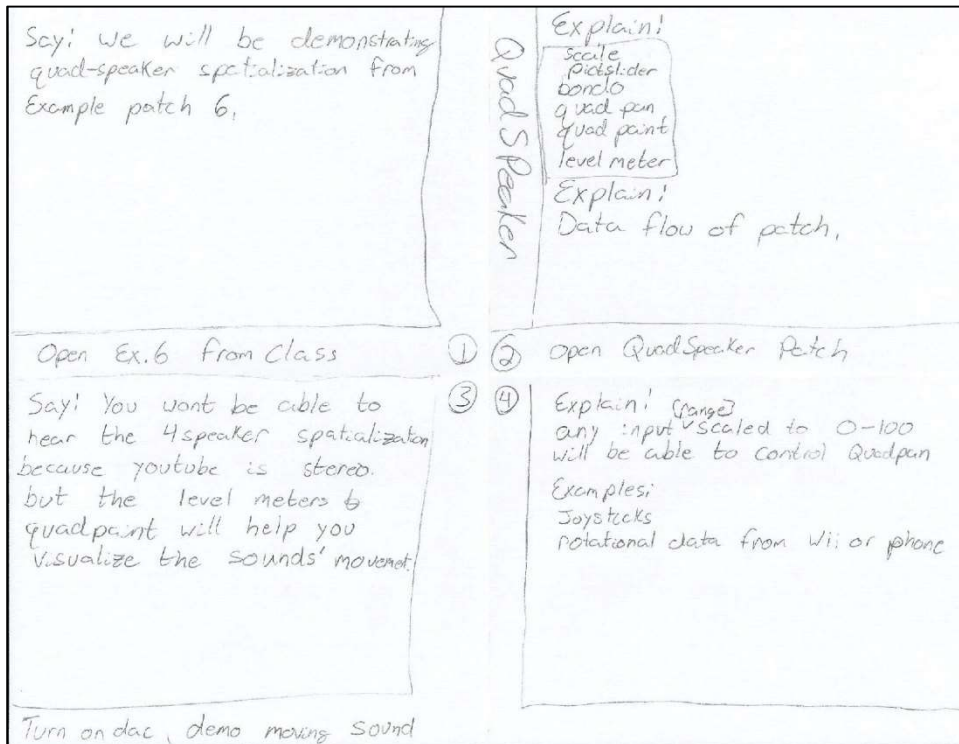 Say: We will be demonstrating
quad-speaker spatialization from
Example patch 6.
Open Ex.6 from Class
①
QuadSpeaker
Explain:
scale
pictslider
bondo
quad pan
quad paint
level meter
Explain:
Data flow of patch.
②
Open QuadSpeaker Patch
③
Say: You wont be able to
hear the 4speaker spatialization
because youtube is stereo.
but the level meters &
quadpaint will help you
visualize the sounds' movemet.
Turn on dac, demo moving sound
④
Explain: (range)
any input scaled to 0-100
will be able to control Quadpan
Examples:
Joysticks
rotational data from Wii or phone